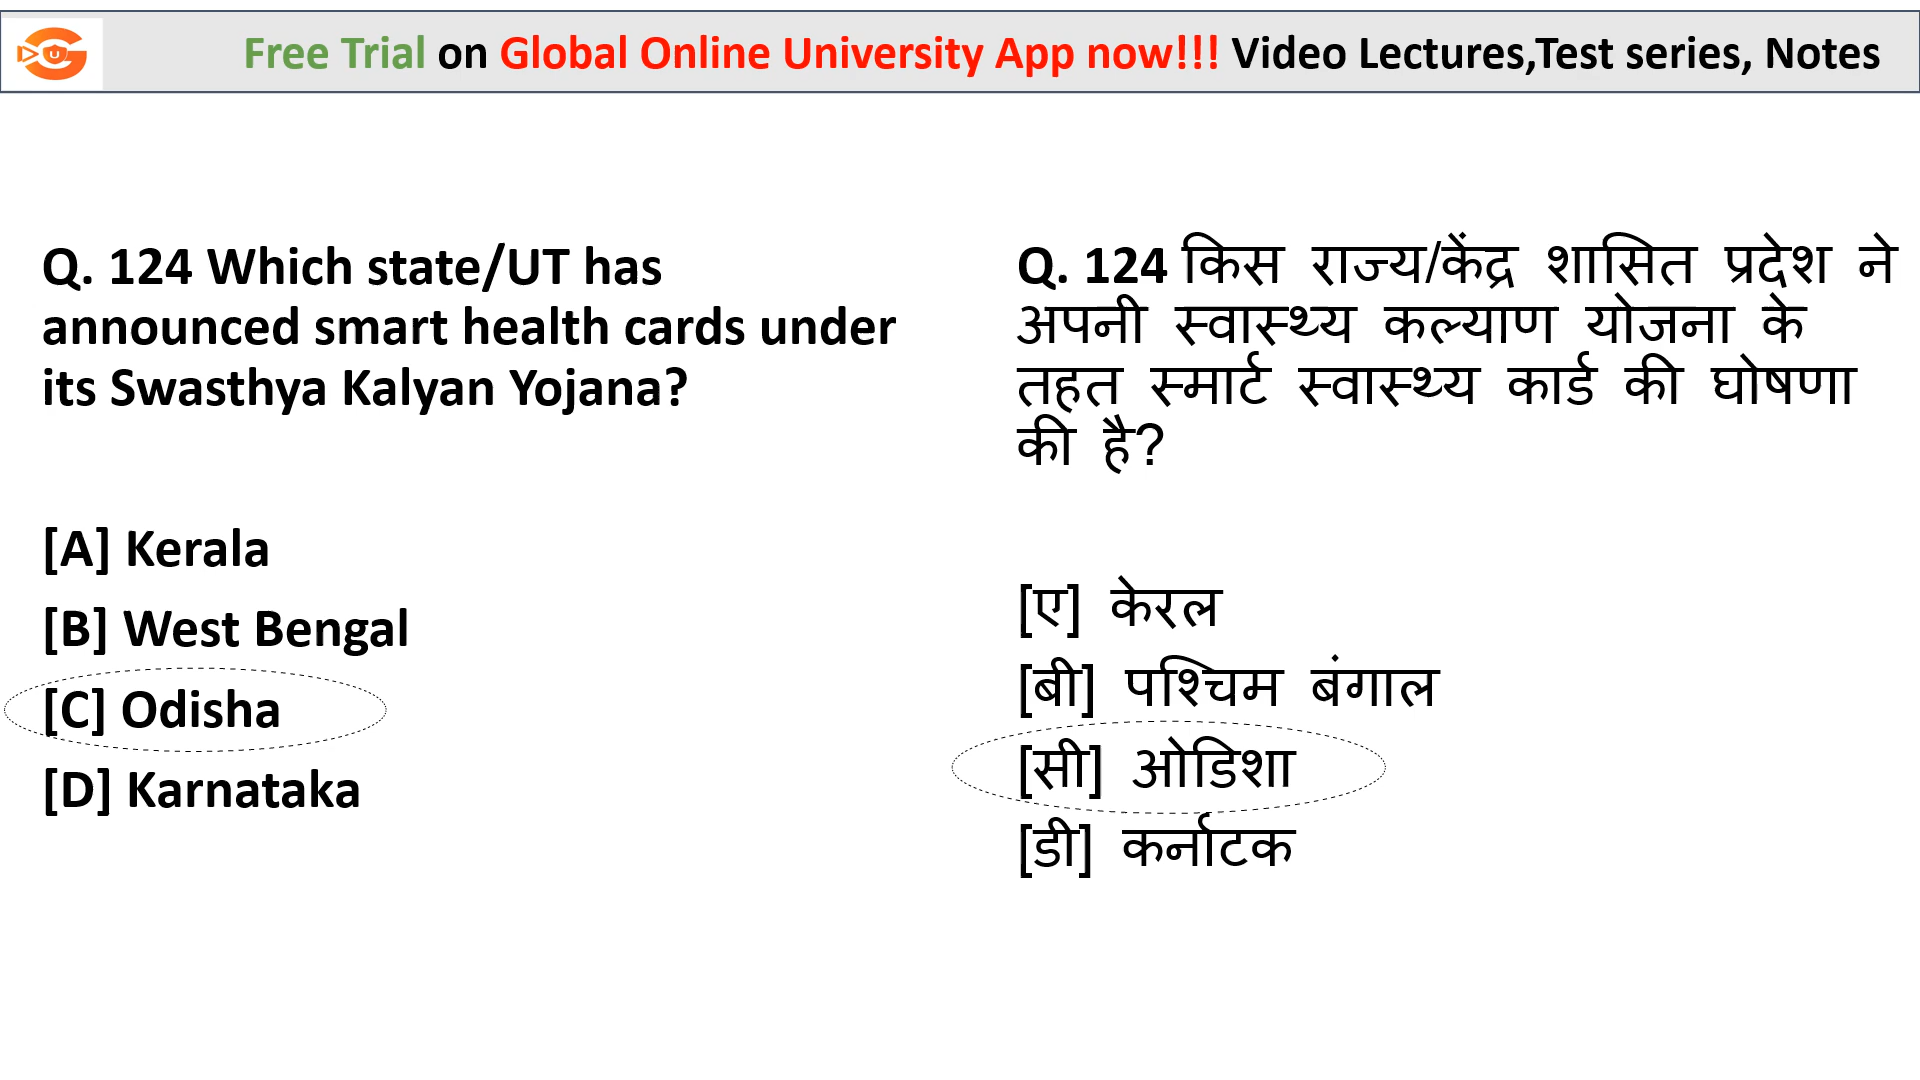 Free Trial on Global Online University App now!!! Video Lectures,Test series, Notes
Q. 124 Which state/UT has
announced smart health cards under
its Swasthya Kalyan Yojana?
[A] Kerala
[B] West Bengal
[C] Odisha
[D] Karnataka
Q. 124 किस राज्य/केंद्र शासित प्रदेश ने
अपनी स्वास्थ्य कल्याण योजना के
तहत स्मार्ट स्वास्थ्य कार्ड की घोषणा
की है?
[ए] केरल
[बी] पश्चिम बंगाल
[सी] ओडिशा
[डी] कर्नाटक